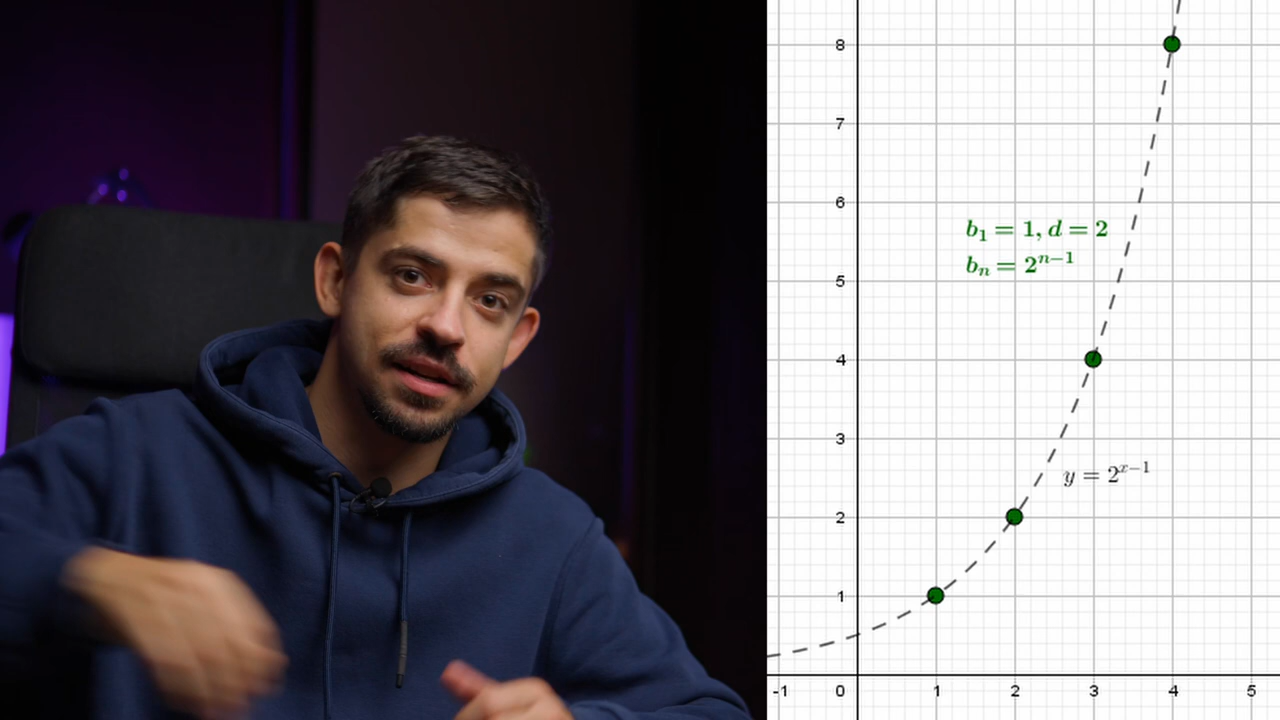 8
7
6
b₁ = 1, d = 2
bₙ = 2ⁿ⁻¹
5
4
3
y = 2ˣ⁻¹
2
1
-1 0 1 2 3 4 5